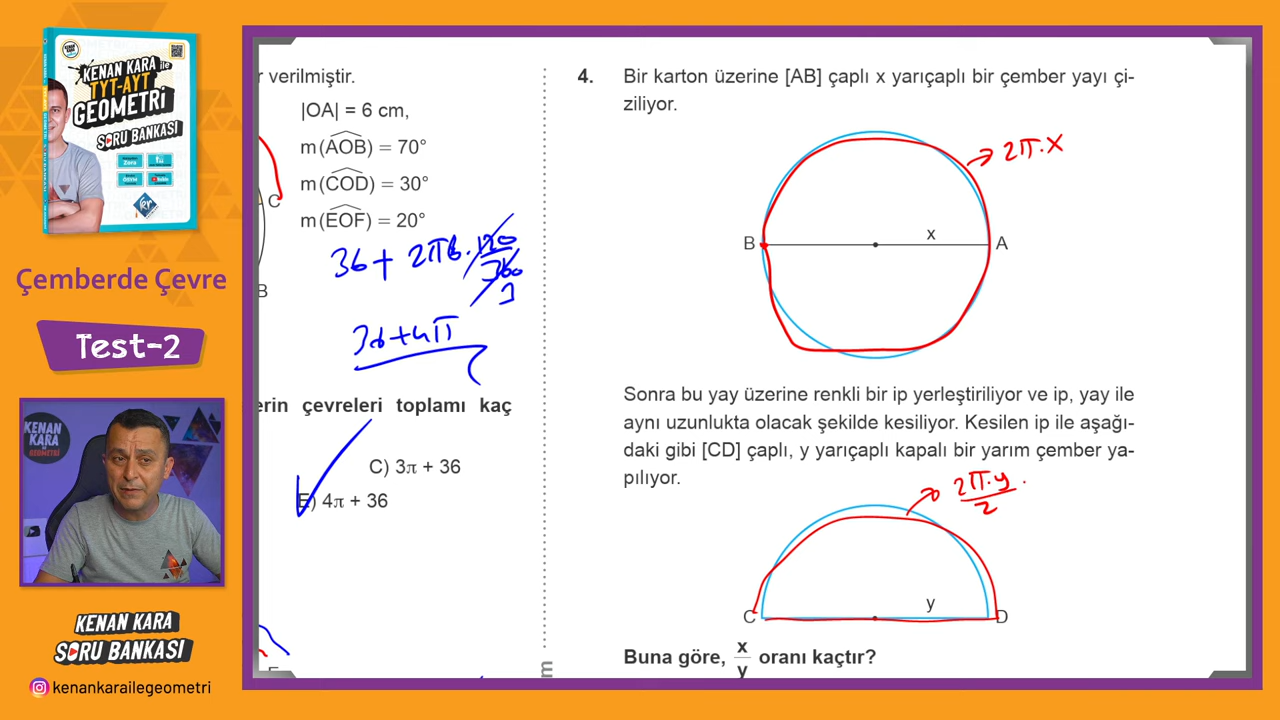 KENAN KARA ile
TYT-AYT
GEOMETRİ
SORU BANKASI
Çemberde Çevre
Test-2
KENAN
KARA
GEOMETRİ
KENAN KARA
SORU BANKASI
kenankarailegeometri
r verilmiştir.
|OA| = 6 cm,
m(AOB) = 70°
m(COD) = 30°
m(EOF) = 20°
C
B
36 + 2π6 · 120/360
3
36+4π
erin çevreleri toplamı kaç
C) 3π + 36
E) 4π + 36
4. Bir karton üzerine [AB] çaplı x yarıçaplı bir çember yayı çi-
ziliyor.
2π.x
B
x
A
Sonra bu yay üzerine renkli bir ip yerleştiriliyor ve ip, yay ile
aynı uzunlukta olacak şekilde kesiliyor. Kesilen ip ile aşağı-
daki gibi [CD] çaplı, y yarıçaplı kapalı bir yarım çember ya-
pılıyor.
2π.y/2
C
y
D
Buna göre, x/y oranı kaçtır?